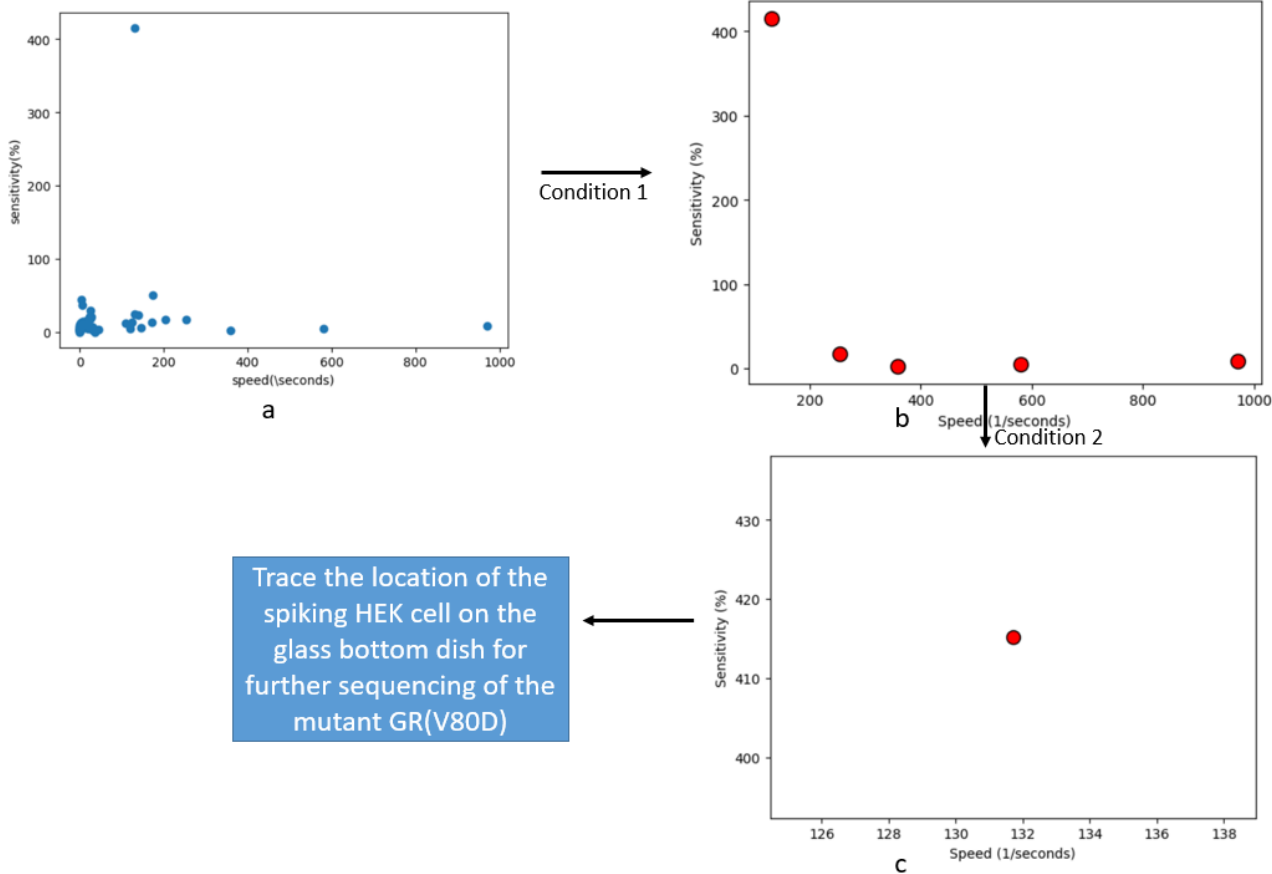 400
300
200
100
0
sensitivity(%)
0 200 400 600 800 1000
speed(\seconds)
a
Condition 1
400
300
200
100
0
Sensitivity (%)
200 400 600 800 1000
Speed (1/seconds)
b
Condition 2
430
420
410
400
Sensitivity (%)
126 128 130 132 134 136 138
Speed (1/seconds)
c
Trace the location of the
spiking HEK cell on the
glass bottom dish for
further sequencing of the
mutant GR(V80D)